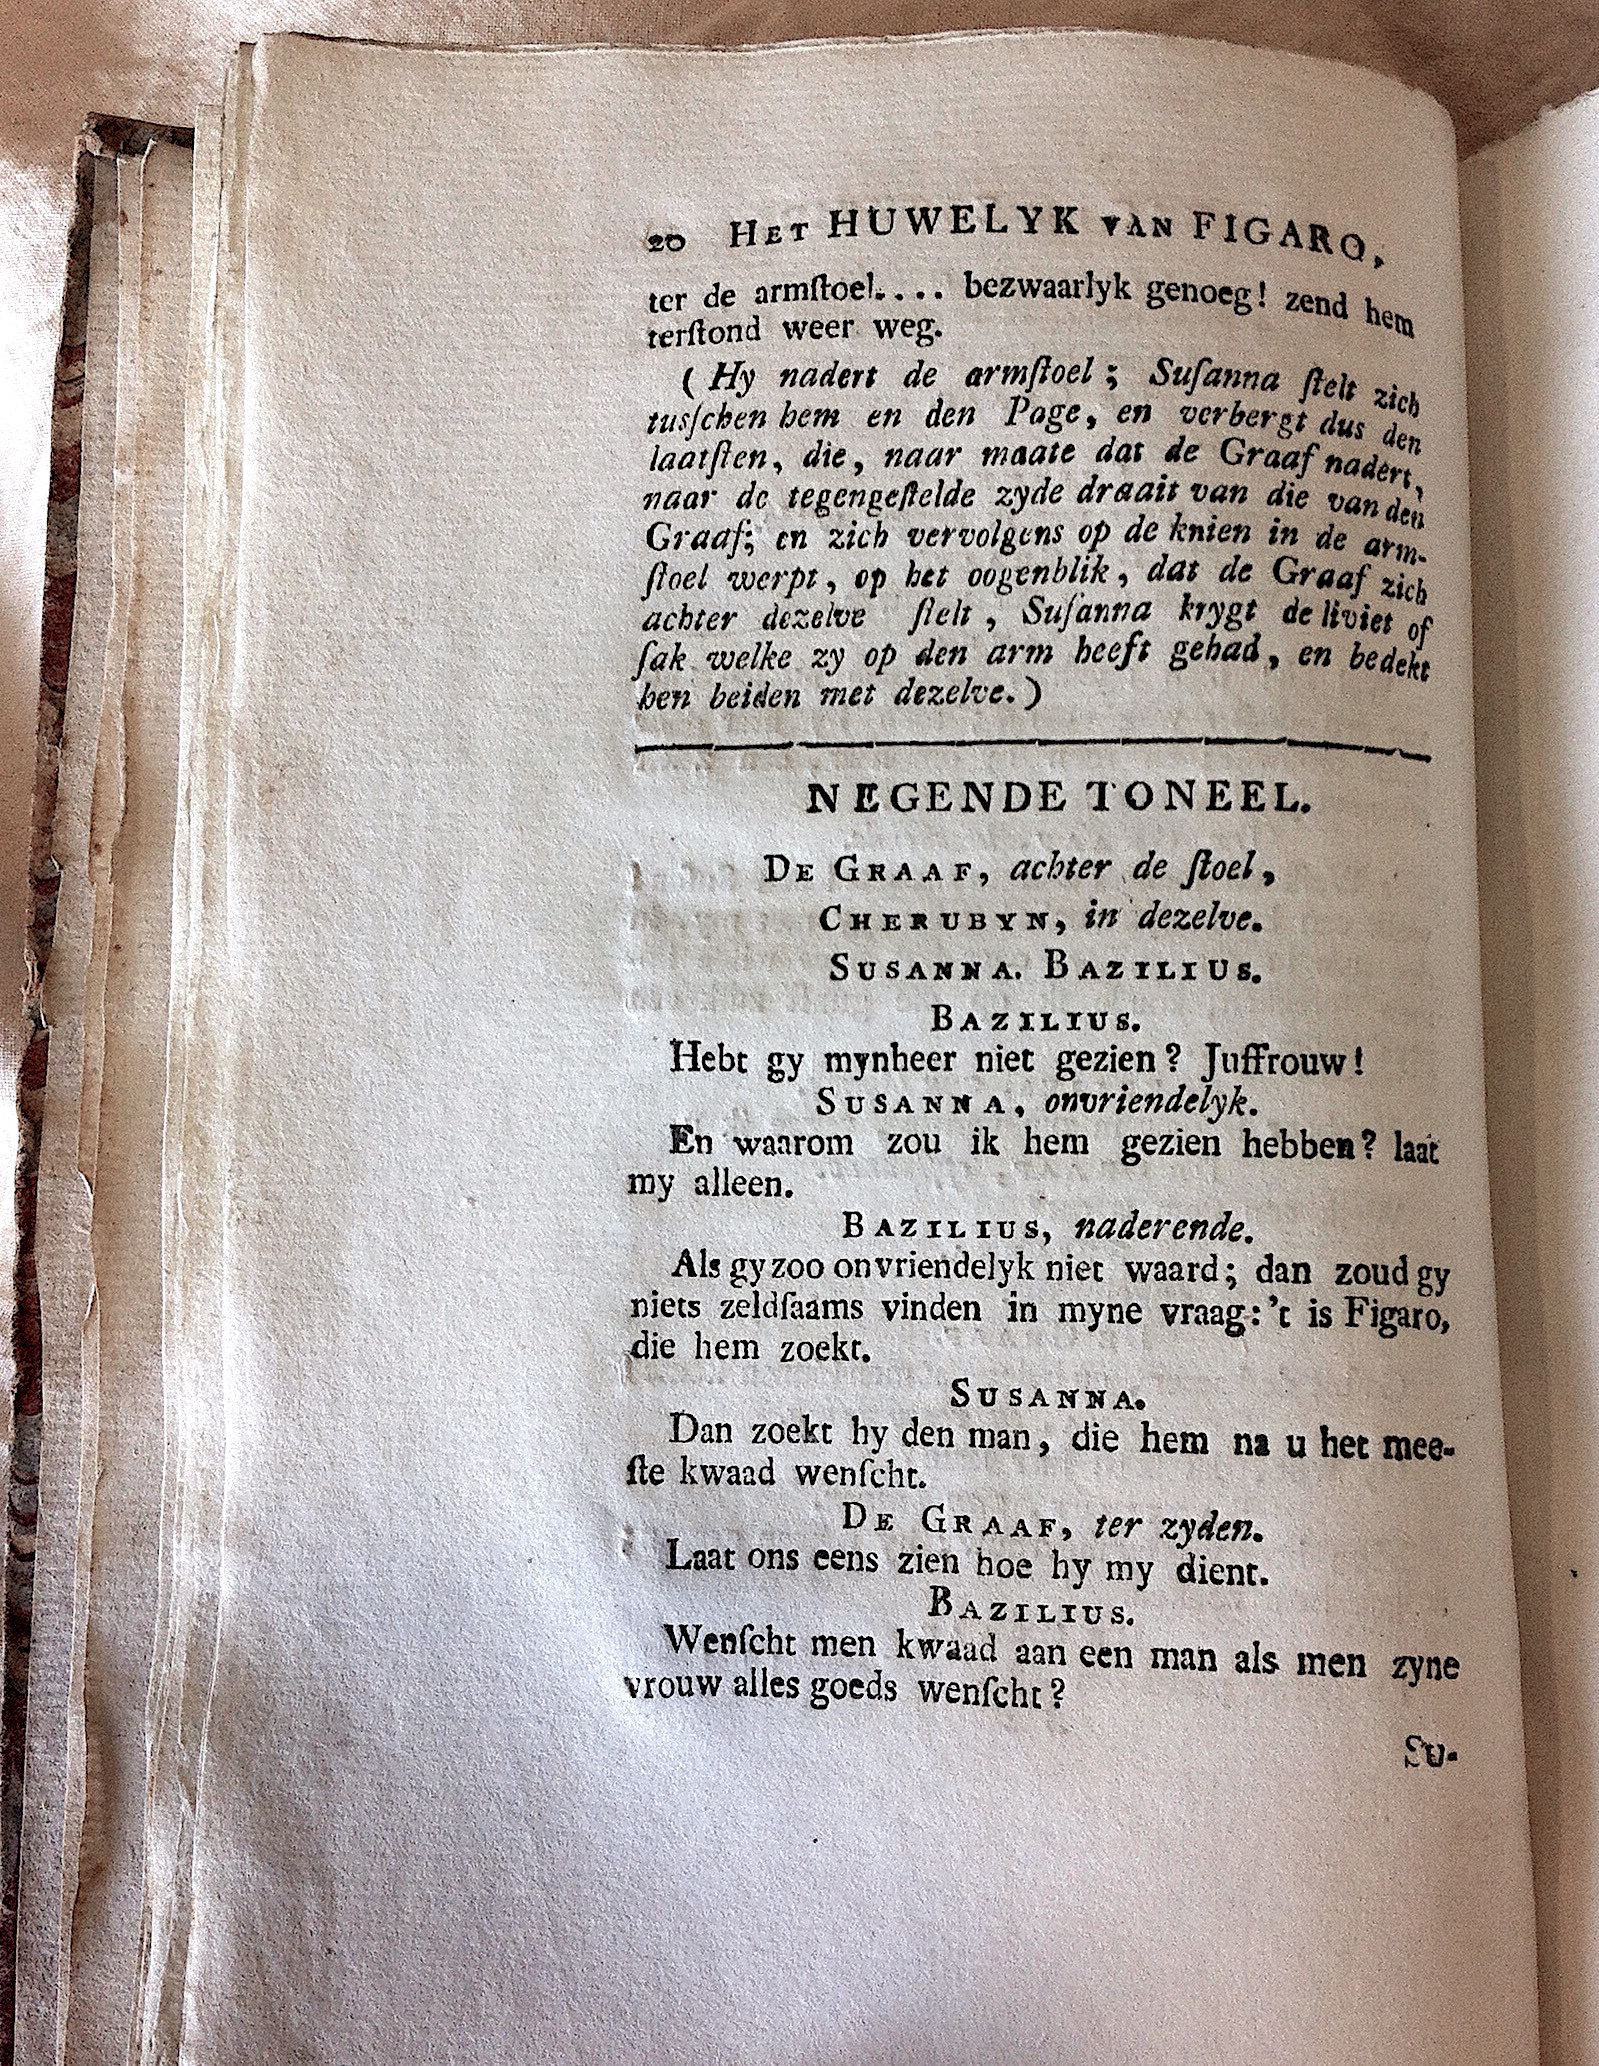 20 HET HUWELYK VAN FIGARO,
ter de armſtoel.... bezwaarlyk genoeg! zend hem
terſtond weer weg.
(Hy nadert de armſtoel; Suſanna ſtelt zich
tusſchen hem en den Page, en verbergt dus den
laatſten, die, naar maate dat de Graaf nadert,
naar de tegengeſtelde zyde draait van die van den
Graaf; en zich vervolgens op de knien in de arm-
ſtoel werpt, op het oogenblik, dat de Graaf zich
achter dezelve ſtelt, Suſanna krygt de liviet of
ſak welke zy op den arm heeft gehad, en bedekt
hen beiden met dezelve.)
NEGENDE TONEEL.
DE GRAAF, achter de ſtoel,
CHERUBYN, in dezelve.
SUSANNA. BAZILIUS.
BAZILIUS.
Hebt gy mynheer niet gezien? Juffrouw!
SUSANNA, onvriendelyk.
En waarom zou ik hem gezien hebben? laat
my alleen.
BAZILIUS, naderende.
Als gy zoo onvriendelyk niet waard; dan zoud gy
niets zeldſaams vinden in myne vraag: 't is Figaro,
die hem zoekt.
SUSANNA.
Dan zoekt hy den man, die hem na u het mee-
ſte kwaad wenſcht.
DE GRAAF, ter zyden.
Laat ons eens zien hoe hy my dient.
BAZILIUS.
Wenſcht men kwaad aan een man als men zyne
vrouw alles goeds wenſcht?
SU-